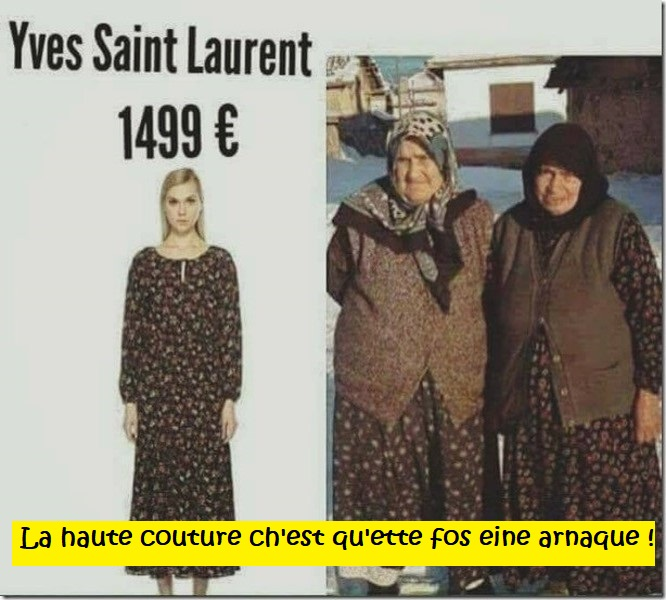 Yves Saint Laurent
1499 €
La haute couture ch'est qu'ette fos eine arnaque !